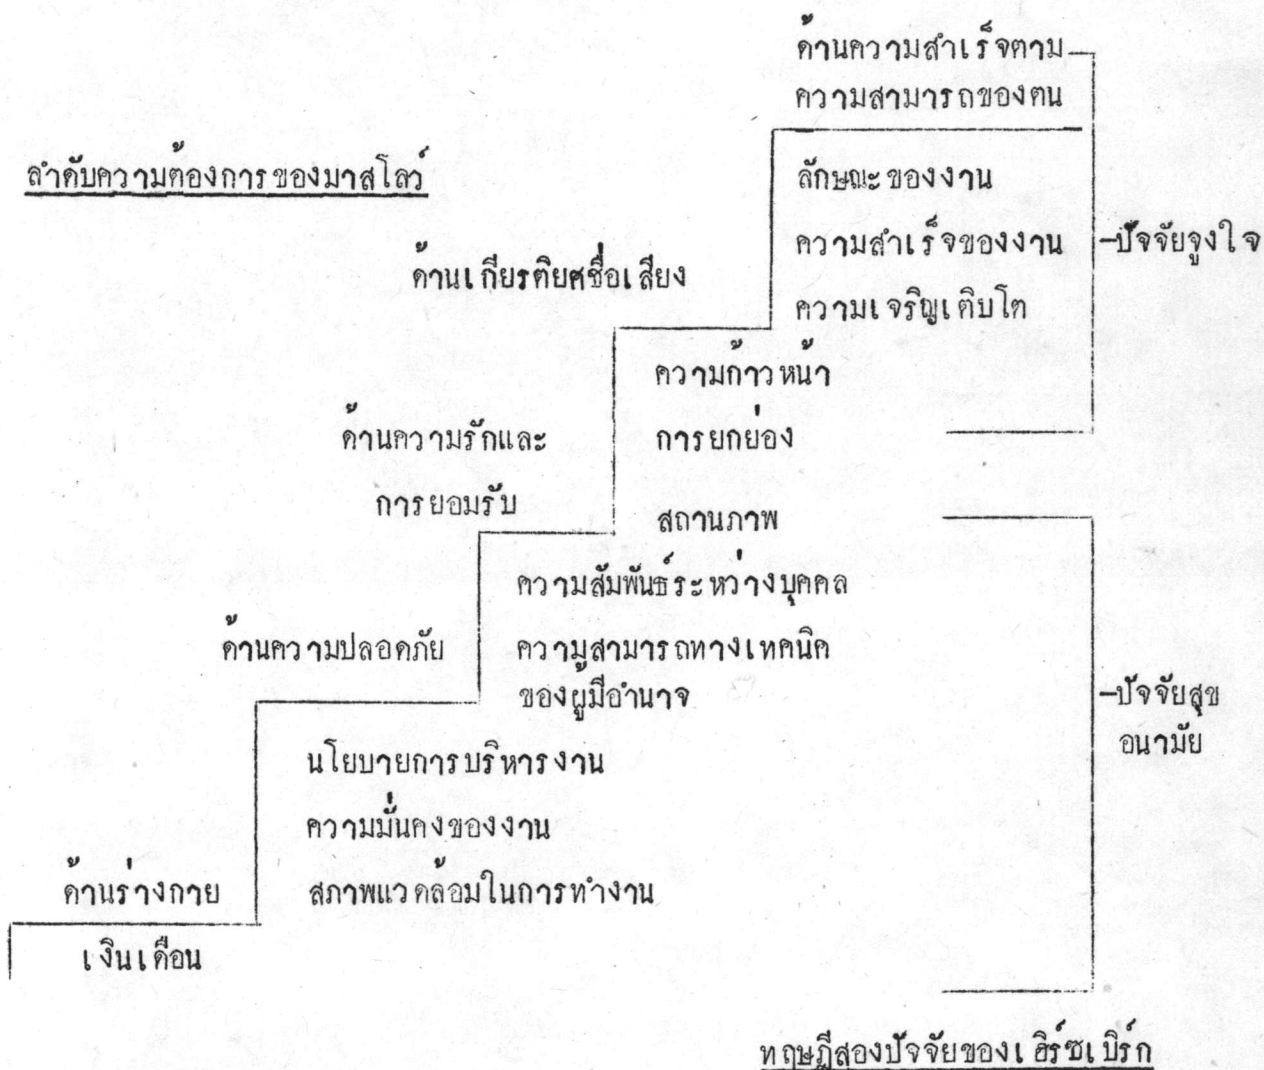 ด้านความสำเร็จตาม
ความสามารถของตน
ลำดับความต้องการของมาสโลว์
ลักษณะของงาน
ความสำเร็จของงาน
ปัจจัยจูงใจ
ด้านเกียรติยศชื่อเสียง
ความเจริญเติบโต
ความก้าวหน้า
ด้านความรักและ
การยกย่อง
การยอมรับ
สถานภาพ
ความสัมพันธ์ระหว่างบุคคล
ด้านความปลอดภัย
ความสามารถทางเทคนิค
ของผู้มีอำนาจ
ปัจจัยสุข
อนามัย
นโยบายการบริหารงาน
ความมั่นคงของงาน
ด้านร่างกาย
สภาพแวดล้อมในการทำงาน
เงินเดือน
ทฤษฎีสองปัจจัยของเฮิร์ซเบิร์ก